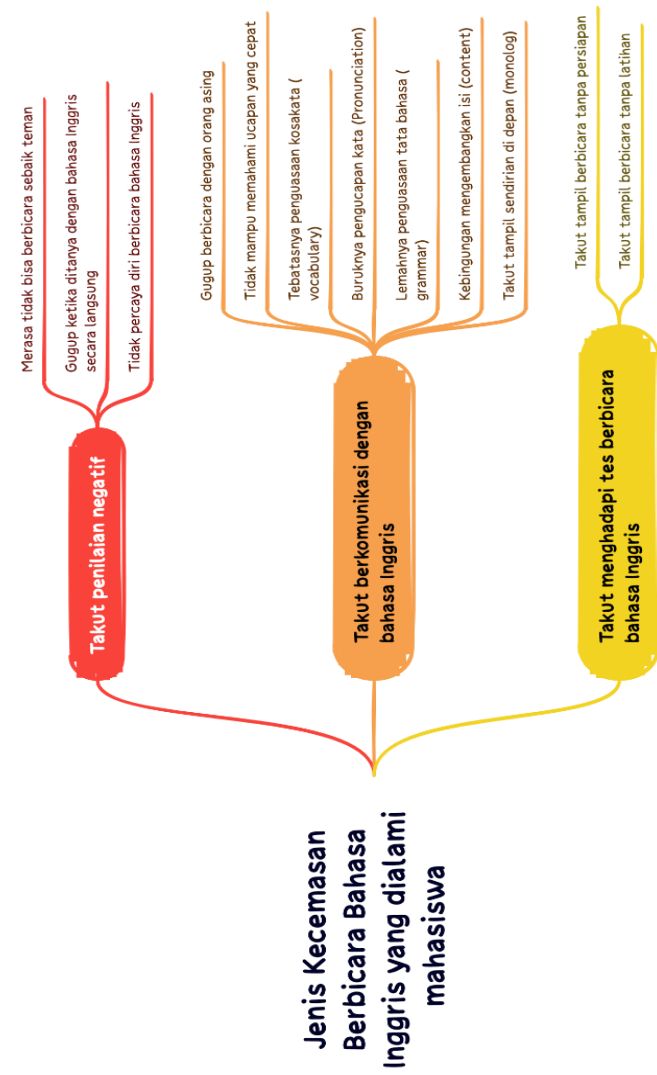 Jenis Kecemasan
Berbicara Bahasa
Inggris yang dialami
mahasiswa
Takut penilaian negatif
Merasa tidak bisa berbicara sebaik teman
Gugup ketika ditanya dengan bahasa Inggris
secara langsung
Tidak percaya diri berbicara bahasa Inggris
Takut berkomunikasi dengan
bahasa Inggris
Gugup berbicara dengan orang asing
Tidak mampu memahami ucapan yang cepat
Tebatasnya penguasaan kosakata (
vocabulary)
Buruknya pengucapan kata (Pronunciation)
Lemahnya penguasaan tata bahasa (
grammar)
Kebingungan mengembangkan isi (content)
Takut tampil sendirian di depan (monolog)
Takut menghadapi tes berbicara
bahasa Inggris
Takut tampil berbicara tanpa persiapan
Takut tampil berbicara tanpa latihan